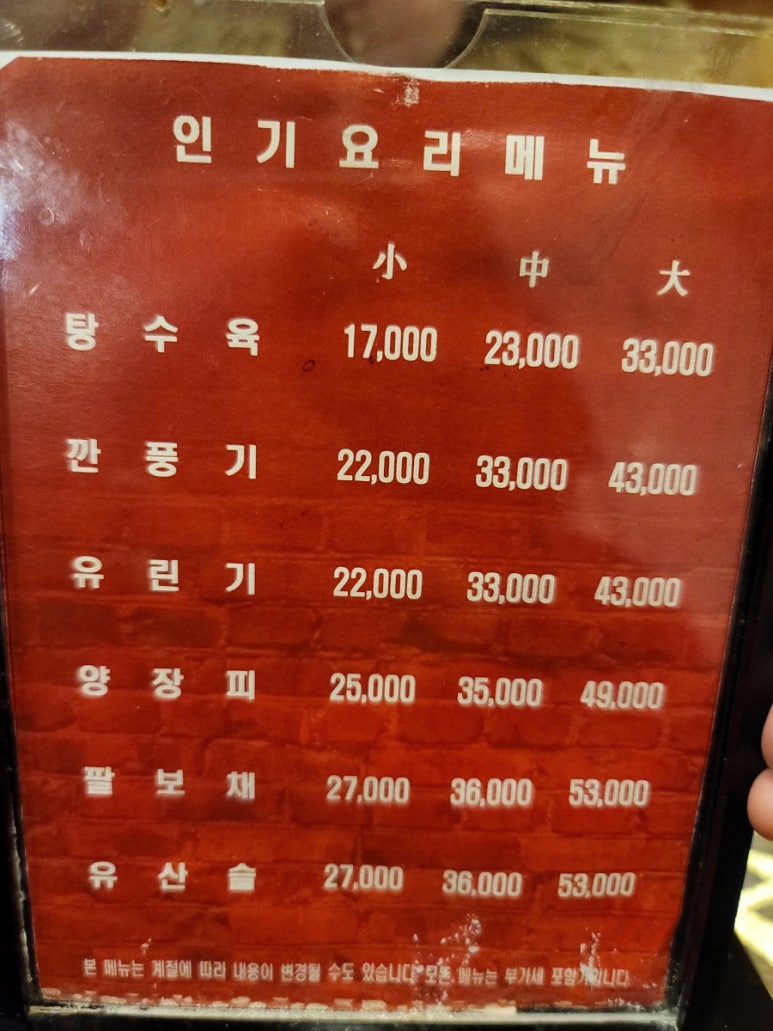 인기요리메뉴
小 中 大
탕수육 17,000 23,000 33,000
깐풍기 22,000 33,000 43,000
유린기 22,000 33,000 43,000
양장피 25,000 35,000 49,000
팔보채 27,000 36,000 53,000
유산슬 27,000 36,000 53,000
본 메뉴는 계절에 따라 내용이 변경될 수도 있습니다. 모든 메뉴는 부가세 포함